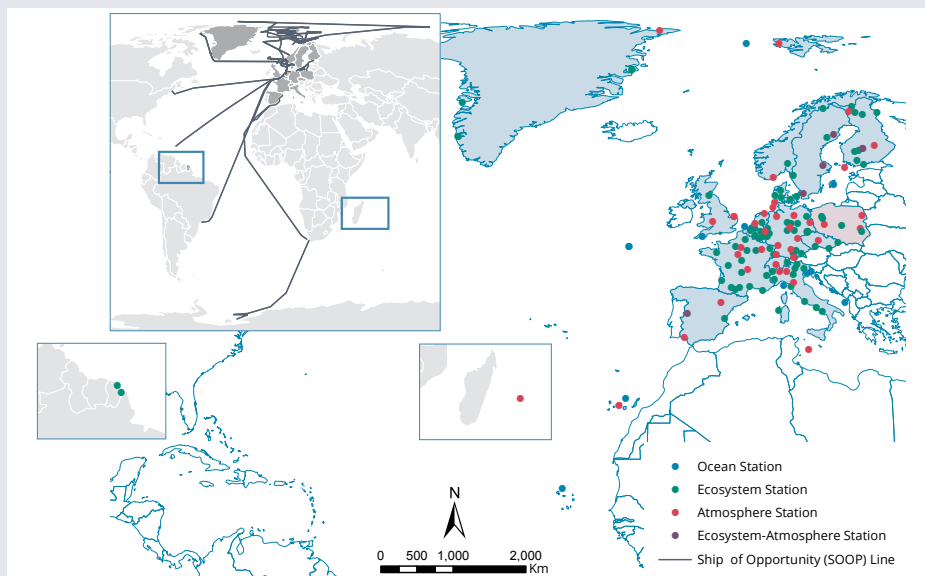 N
0 500 1,000 2,000
Km
Ocean Station
Ecosystem Station
Atmosphere Station
Ecosystem-Atmosphere Station
Ship of Opportunity (SOOP) Line